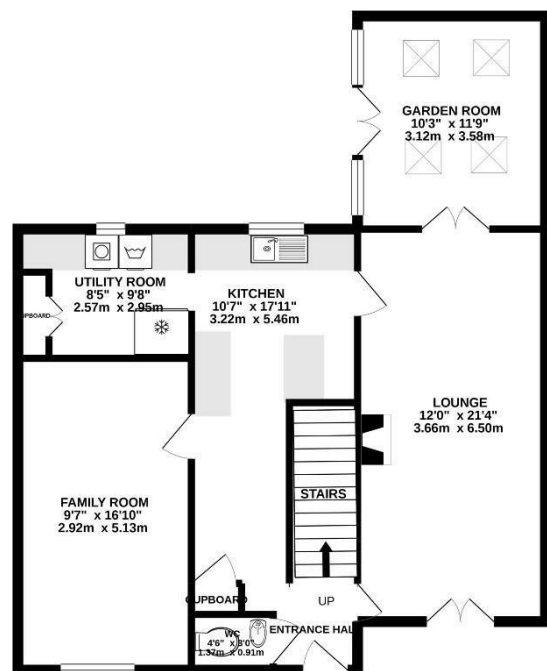 GARDEN ROOM
10'3" x 11'9"
3.12m x 3.58m
UTILITY ROOM
8'5" x 9'8"
2.57m x 2.95m
KITCHEN
10'7" x 17'11"
3.22m x 5.46m
LOUNGE
12'0" x 21'4"
3.66m x 6.50m
FAMILY ROOM
9'7" x 16'10"
2.92m x 5.13m
STAIRS
CUPBOARD
UP
WC
4'6" x 3'0"
1.37m x 0.91m
ENTRANCE HALL